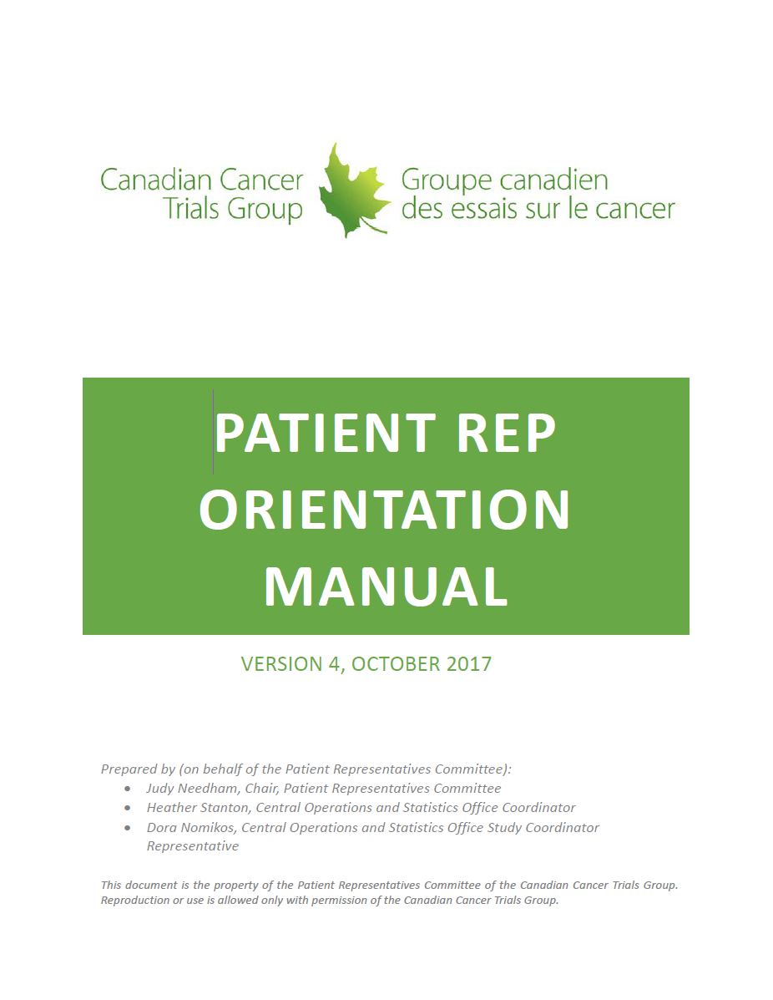 Canadian Cancer
Trials Group
Groupe canadien
des essais sur le cancer
PATIENT REP
ORIENTATION
MANUAL
VERSION 4, OCTOBER 2017
Prepared by (on behalf of the Patient Representatives Committee):
• Judy Needham, Chair, Patient Representatives Committee
• Heather Stanton, Central Operations and Statistics Office Coordinator
• Dora Nomikos, Central Operations and Statistics Office Study Coordinator
Representative
This document is the property of the Patient Representatives Committee of the Canadian Cancer Trials Group.
Reproduction or use is allowed only with permission of the Canadian Cancer Trials Group.